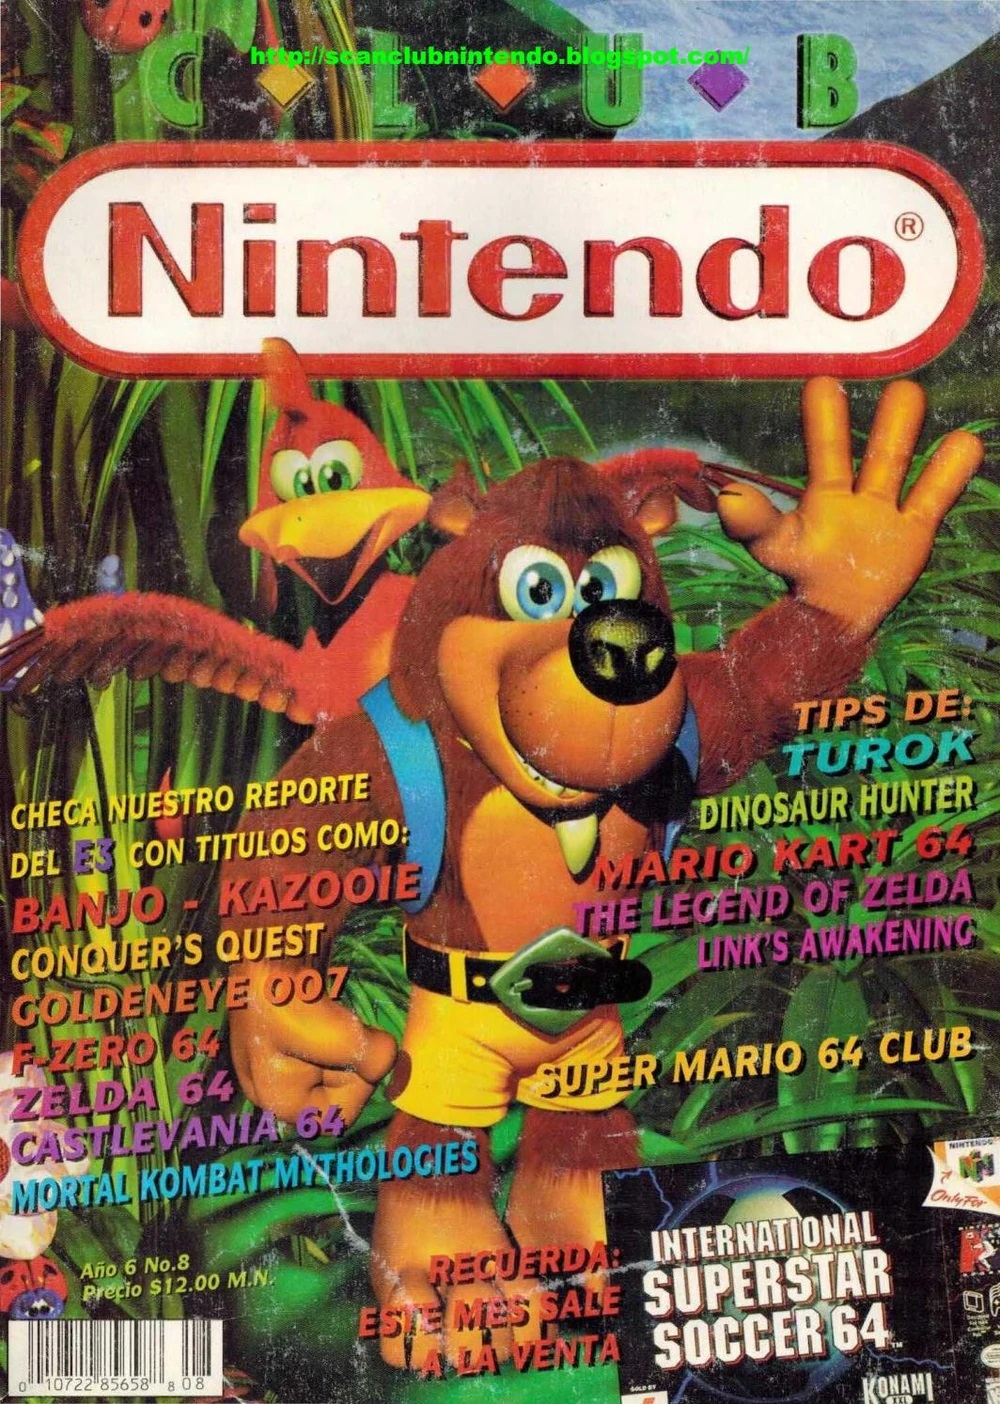 http://scanclubnintendo.blogspot.com/
CLUB
Nintendo®
TIPS DE:
TUROK
DINOSAUR HUNTER
MARIO KART 64
THE LEGEND OF ZELDA
LINK'S AWAKENING
SUPER MARIO 64 CLUB
CHECA NUESTRO REPORTE
DEL E3 CON TITULOS COMO:
BANJO - KAZOOIE
CONQUER'S QUEST
GOLDENEYE 007
F-ZERO 64
ZELDA 64
CASTLEVANIA 64
MORTAL KOMBAT MYTHOLOGIES
Año 6 No.8
Precio $12.00 M.N.
RECUERDA:
ESTE MES SALE
A LA VENTA
NINTENDO
Only For
INTERNATIONAL
SUPERSTAR
SOCCER 64™
KONAMI
0 10722 85658 8 08